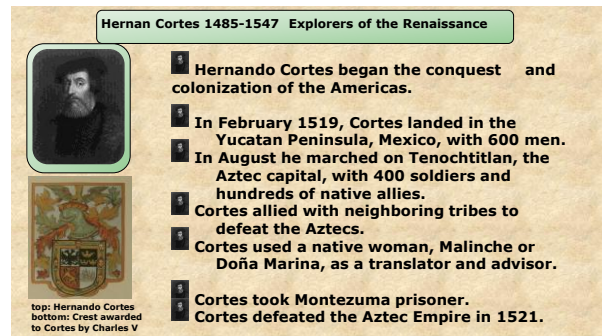 Hernan Cortes 1485-1547 Explorers of the Renaissance
Hernando Cortes began the conquest and
colonization of the Americas.
In February 1519, Cortes landed in the
Yucatan Peninsula, Mexico, with 600 men.
In August he marched on Tenochtitlan, the
Aztec capital, with 400 soldiers and
hundreds of native allies.
Cortes allied with neighboring tribes to
defeat the Aztecs.
Cortes used a native woman, Malinche or
Doña Marina, as a translator and advisor.
Cortes took Montezuma prisoner.
Cortes defeated the Aztec Empire in 1521.
top: Hernando Cortes
bottom: Crest awarded
to Cortes by Charles V